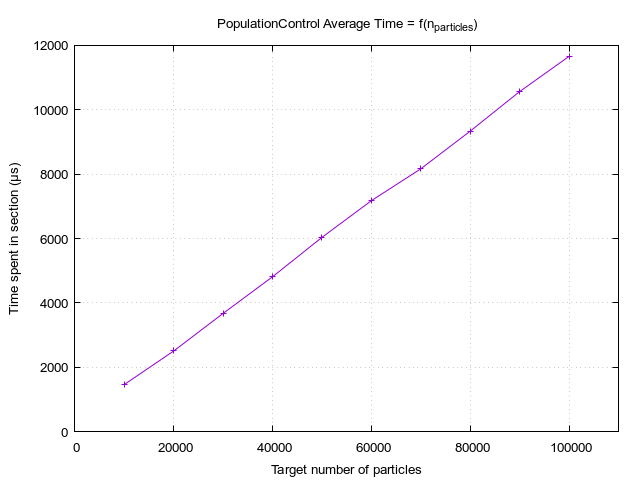 PopulationControl Average Time = f(nparticles)
12000
10000
8000
6000
4000
2000
0
Time spent in section (µs)
0 20000 40000 60000 80000 100000
Target number of particles